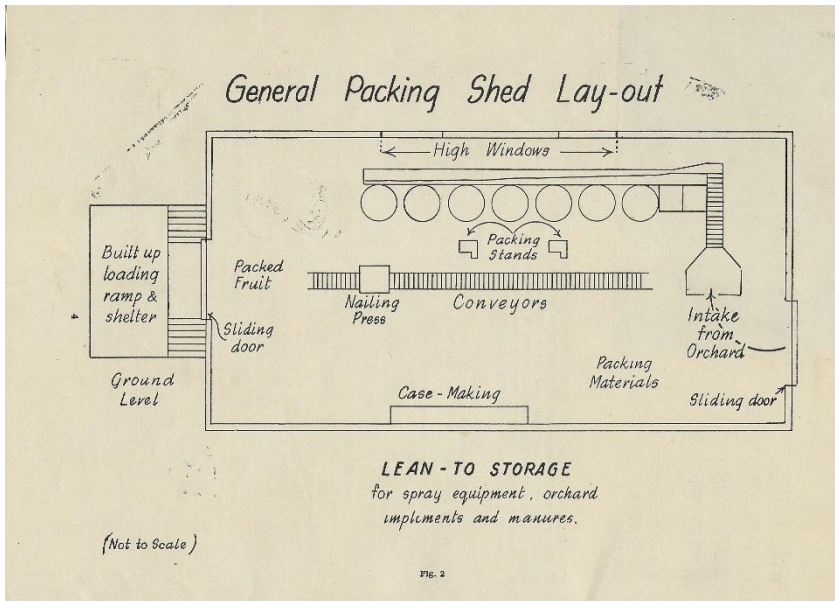 General Packing Shed Lay-out
High Windows
Packing
Stands
Built up
loading
ramp &
shelter
Packed
Fruit
Nailing
Press
Conveyors
Intake
from
Orchard
Sliding
door
Packing
Materials
Ground
Level
Case - Making
Sliding door
4
LEAN - TO STORAGE
for spray equipment, orchard
implements and manures.
(Not to Scale)
Fig. 2